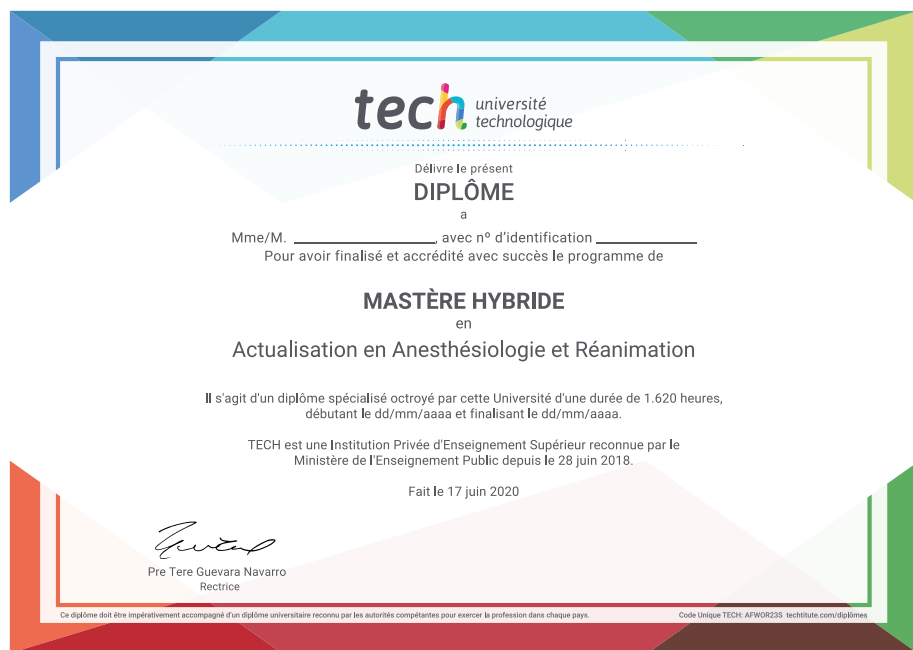 tech université
technologique
Délivre le présent
DIPLÔME
a
Mme/M. ____________________, avec nº d'identification ______________
Pour avoir finalisé et accrédité avec succès le programme de
MASTÈRE HYBRIDE
en
Actualisation en Anesthésiologie et Réanimation
Il s'agit d'un diplôme spécialisé octroyé par cette Université d'une durée de 1.620 heures,
débutant le dd/mm/aaaa et finalisant le dd/mm/aaaa.
TECH est une Institution Privée d'Enseignement Supérieur reconnue par le
Ministère de l'Enseignement Public depuis le 28 juin 2018.
Fait le 17 juin 2020
Pre Tere Guevara Navarro
Rectrice
Ce diplôme doit être impérativement accompagné d'un diplôme universitaire reconnu par les autorités compétantes pour exercer la profession dans chaque pays.
Code Unique TECH: AFWOR23S techtitute.com/diplômes